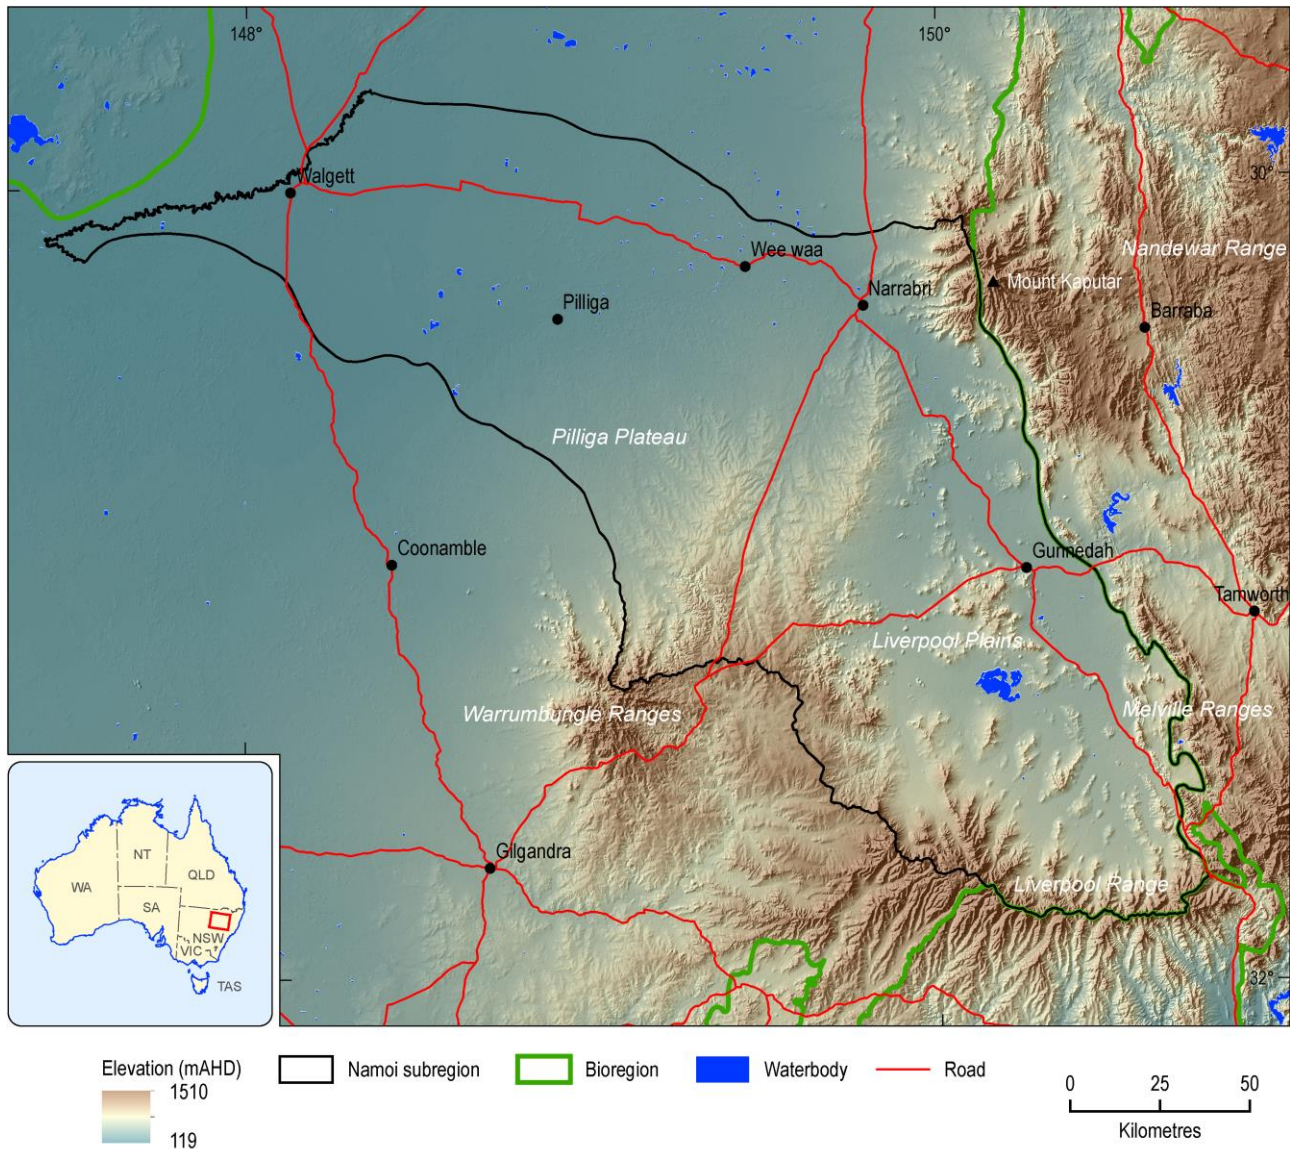 148°
150°
30°
Walgett
Nandewar Range
Wee waa
Mount Kaputar
Pilliga
Narrabri
Barraba
Pilliga Plateau
Coonamble
Gunnedah
Tamworth
Liverpool Plains
Warrumbungle Ranges
Melville Ranges
Gilgandra
Liverpool Range
32°
NT
QLD
WA
SA
NSW
VIC
TAS
Elevation (mAHD)
1510
119
Namoi subregion
Bioregion
Waterbody
Road
0 25 50
Kilometres